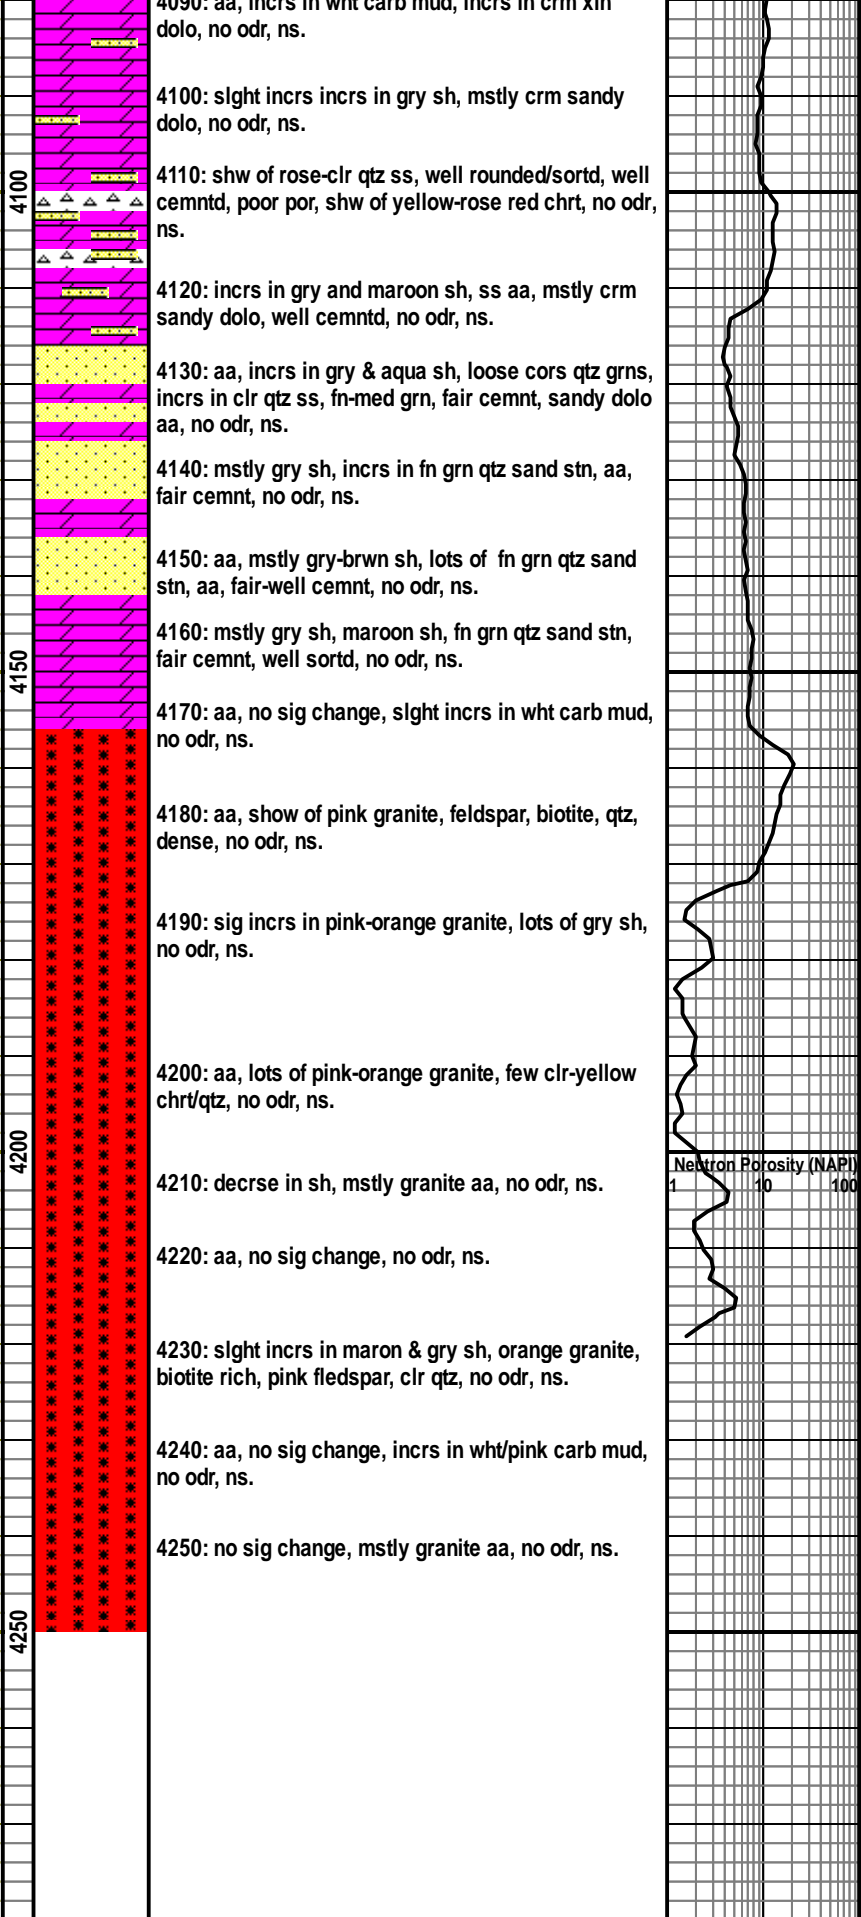 4090: aa, incrs in wht carb mud, incrs in crm xln
dolo, no odr, ns.
4100: slght incrs incrs in gry sh, mstly crm sandy
dolo, no odr, ns.
4100
4110: shw of rose-clr qtz ss, well rounded/sortd, well
cemntd, poor por, shw of yellow-rose red chrt, no odr,
ns.
4120: incrs in gry and maroon sh, ss aa, mstly crm
sandy dolo, well cemntd, no odr, ns.
4130: aa, incrs in gry & aqua sh, loose cors qtz grns,
incrs in clr qtz ss, fn-med grn, fair cemnt, sandy dolo
aa, no odr, ns.
4140: mstly gry sh, incrs in fn grn qtz sand stn, aa,
fair cemnt, no odr, ns.
4150: aa, mstly gry-brwn sh, lots of fn grn qtz sand
stn, aa, fair-well cemnt, no odr, ns.
4160: mstly gry sh, maroon sh, fn grn qtz sand stn,
fair cemnt, well sortd, no odr, ns.
4150
4170: aa, no sig change, slght incrs in wht carb mud,
no odr, ns.
4180: aa, show of pink granite, feldspar, biotite, qtz,
dense, no odr, ns.
4190: sig incrs in pink-orange granite, lots of gry sh,
no odr, ns.
4200: aa, lots of pink-orange granite, few clr-yellow
chrt/qtz, no odr, ns.
4200
Neutron Porosity (NAPI)
1 10 100
4210: decrse in sh, mstly granite aa, no odr, ns.
4220: aa, no sig change, no odr, ns.
4230: slght incrs in maron & gry sh, orange granite,
biotite rich, pink fledspar, clr qtz, no odr, ns.
4240: aa, no sig change, incrs in wht/pink carb mud,
no odr, ns.
4250: no sig change, mstly granite aa, no odr, ns.
4250